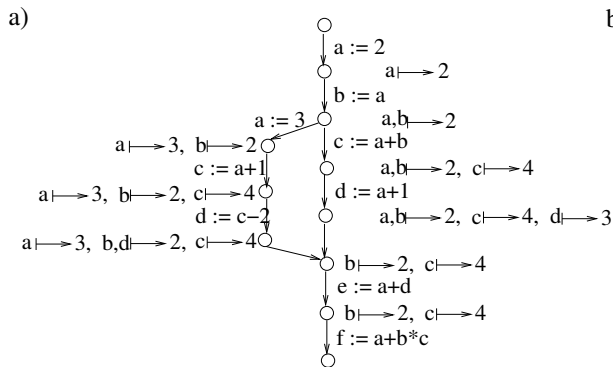 a) b
a := 2
a ⟼ 2
b := a
a := 3 a,b ⟼ 2
a ⟼ 3, b ⟼ 2 c := a+b
c := a+1 a,b ⟼ 2, c ⟼ 4
a ⟼ 3, b ⟼ 2, c ⟼ 4 d := a+1
d := c−2 a,b ⟼ 2, c ⟼ 4, d ⟼ 3
a ⟼ 3, b,d ⟼ 2, c ⟼ 4
b ⟼ 2, c ⟼ 4
e := a+d
b ⟼ 2, c ⟼ 4
f := a+b*c